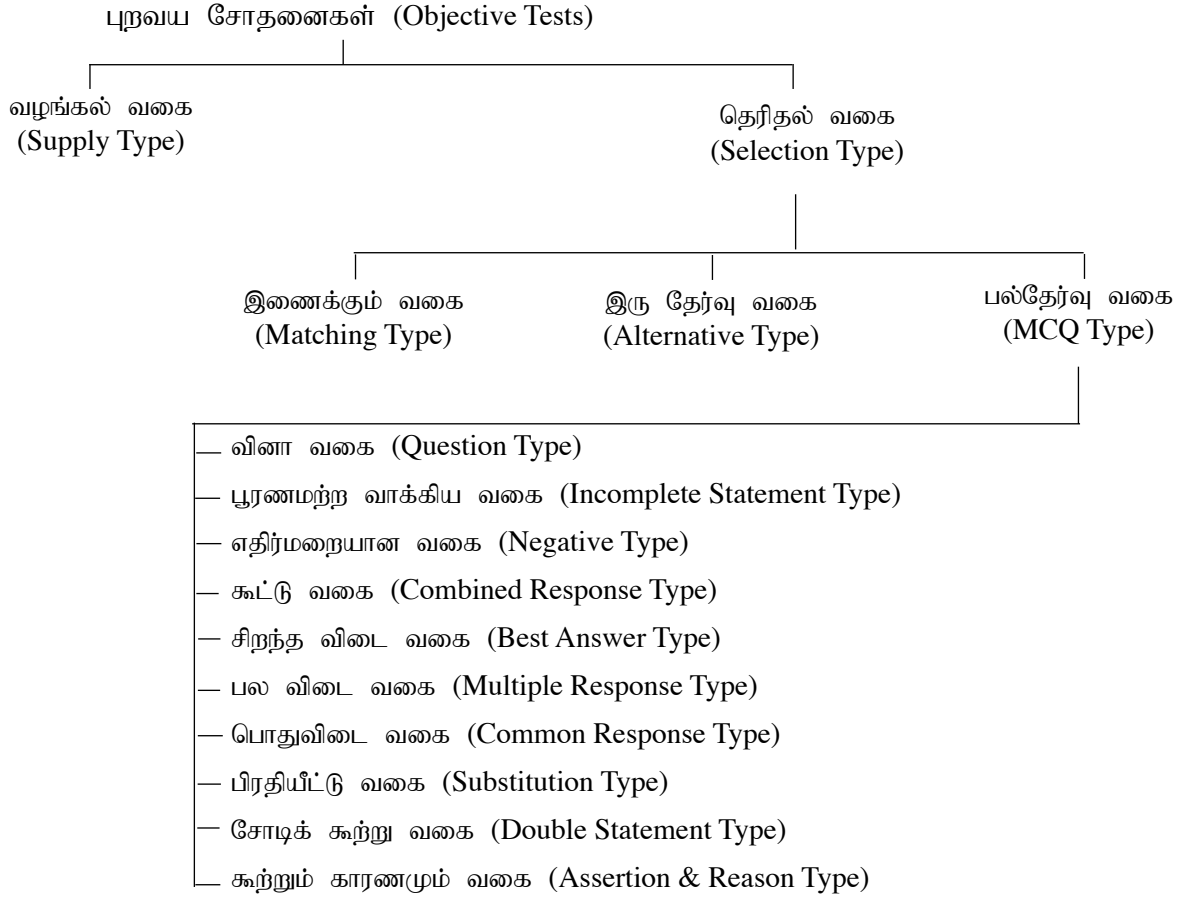 புறவய சோதனைகள் (Objective Tests)
வழங்கல் வகை
(Supply Type)
தெரிதல் வகை
(Selection Type)
இணைக்கும் வகை
(Matching Type)
இரு தேர்வு வகை
(Alternative Type)
பல்தேர்வு வகை
(MCQ Type)
வினா வகை (Question Type)
பூரணமற்ற வாக்கிய வகை (Incomplete Statement Type)
எதிர்மறையான வகை (Negative Type)
கூட்டு வகை (Combined Response Type)
சிறந்த விடை வகை (Best Answer Type)
பல விடை வகை (Multiple Response Type)
பொதுவிடை வகை (Common Response Type)
பிரதியீட்டு வகை (Substitution Type)
சோடிக் கூற்று வகை (Double Statement Type)
கூற்றும் காரணமும் வகை (Assertion & Reason Type)